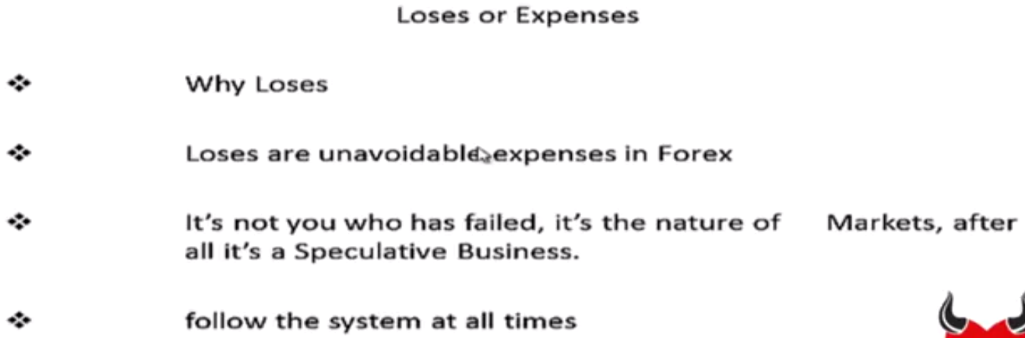 Loses or Expenses
Why Loses
Loses are unavoidable expenses in Forex
It's not you who has failed, it's the nature of Markets, after
all it's a Speculative Business.
follow the system at all times